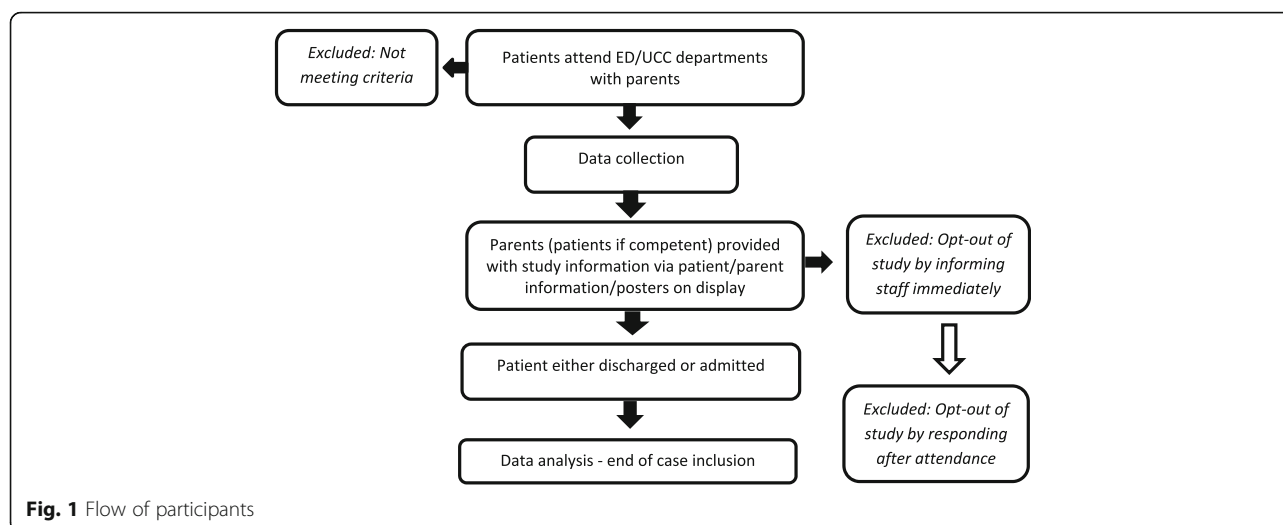 Excluded: Not
meeting criteria
Patients attend ED/UCC departments
with parents
Data collection
Parents (patients if competent) provided
with study information via patient/parent
information/posters on display
Excluded: Opt-out of
study by informing
staff immediately
Patient either discharged or admitted
Excluded: Opt-out of
study by responding
after attendance
Data analysis - end of case inclusion
Fig. 1 Flow of participants